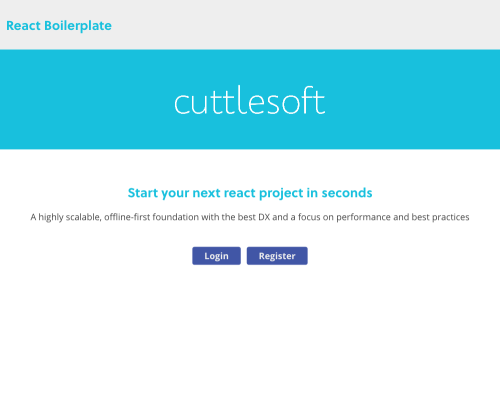 React Boilerplate
cuttlesoft
Start your next react project in seconds
A highly scalable, offline-first foundation with the best DX and a focus on performance and best practices
Login
Register